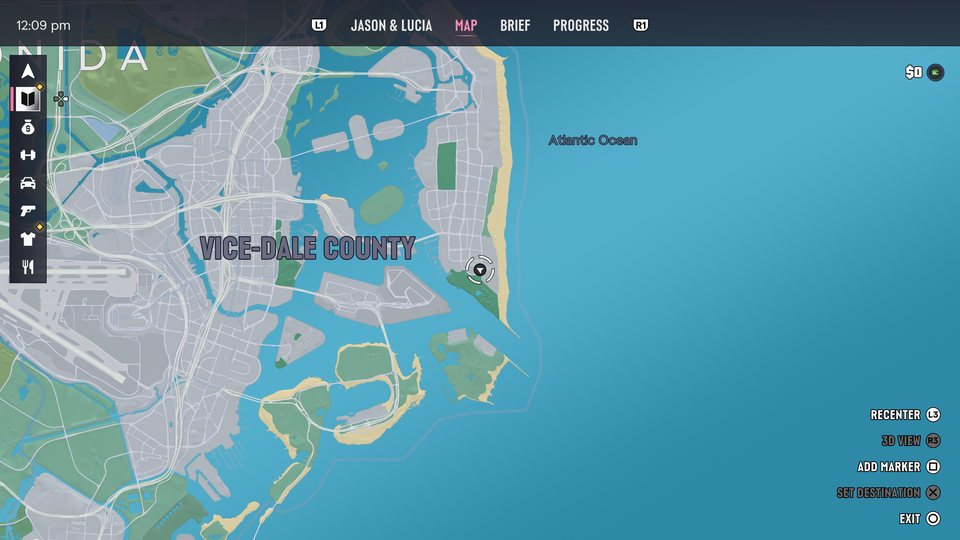 12:09 pm
L1 JASON & LUCIA MAP BRIEF PROGRESS R1
NIDA
$0
Atlantic Ocean
VICE-DALE COUNTY
RECENTER L3
3D VIEW R3
ADD MARKER
SET DESTINATION
EXIT